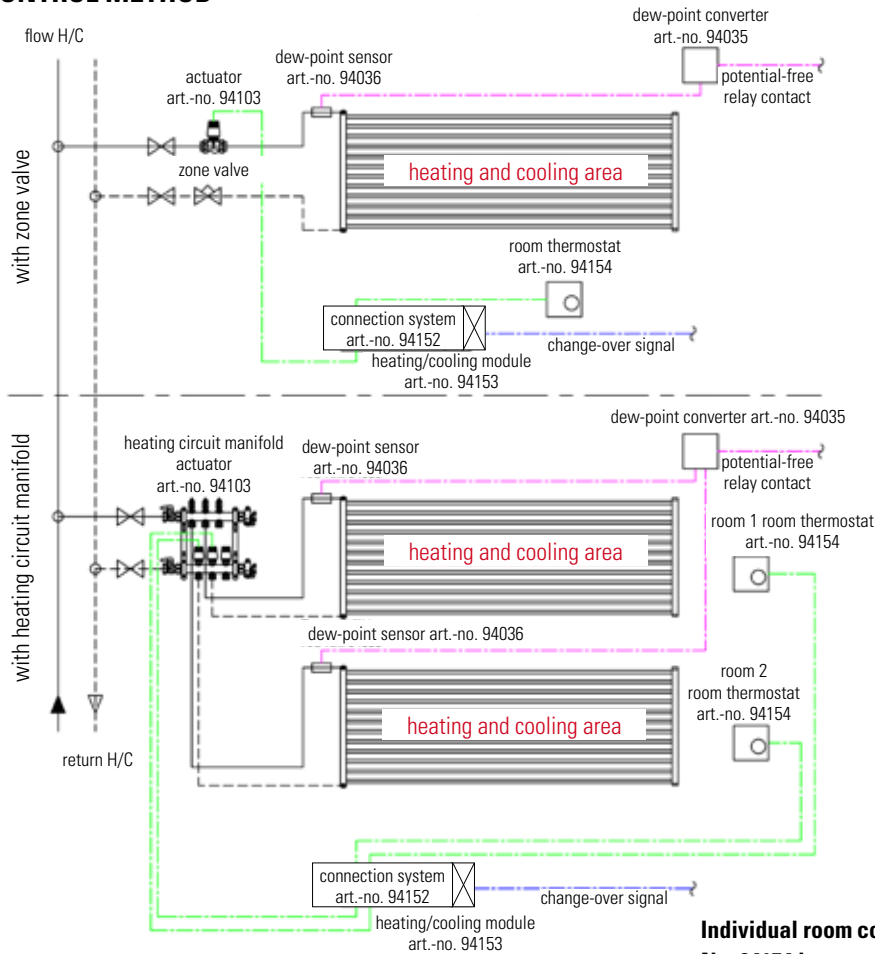 flow H/C
dew-point converter
art.-no. 94035
dew-point sensor
art.-no. 94036
actuator
art.-no. 94103
potential-free
relay contact
with zone valve
zone valve
heating and cooling area
room thermostat
art.-no. 94154
connection system
art.-no. 94152
change-over signal
heating/cooling module
art.-no. 94153
with heating circuit manifold
heating circuit manifold
actuator
art.-no. 94103
dew-point sensor
art.-no. 94036
dew-point converter art.-no. 94035
potential-free
relay contact
heating and cooling area
room 1 room thermostat
art.-no. 94154
dew-point sensor art.-no. 94036
heating and cooling area
room 2
room thermostat
art.-no. 94154
return H/C
connection system
art.-no. 94152
change-over signal
heating/cooling module
art.-no. 94153
Individual room co